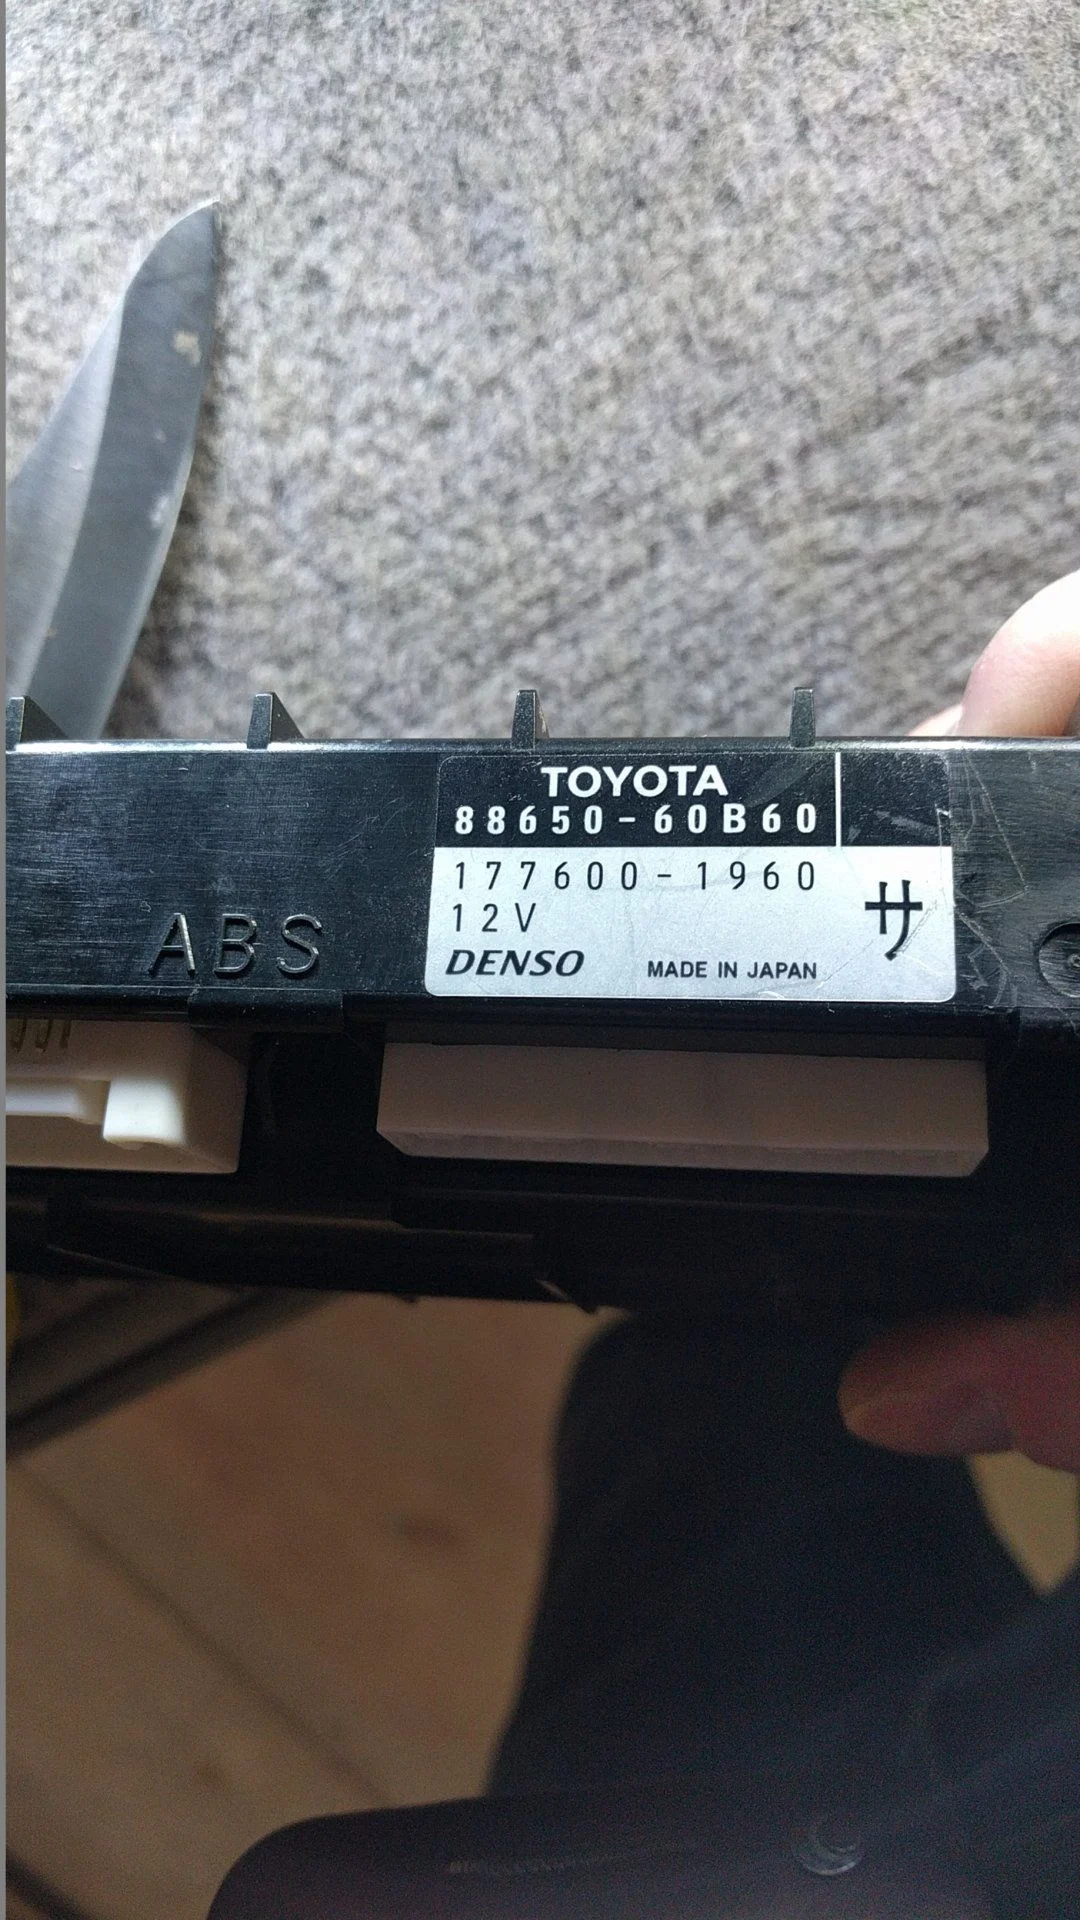 TOYOTA
88650-60B60
177600-1960
12V
サ
DENSO
MADE IN JAPAN
ABS